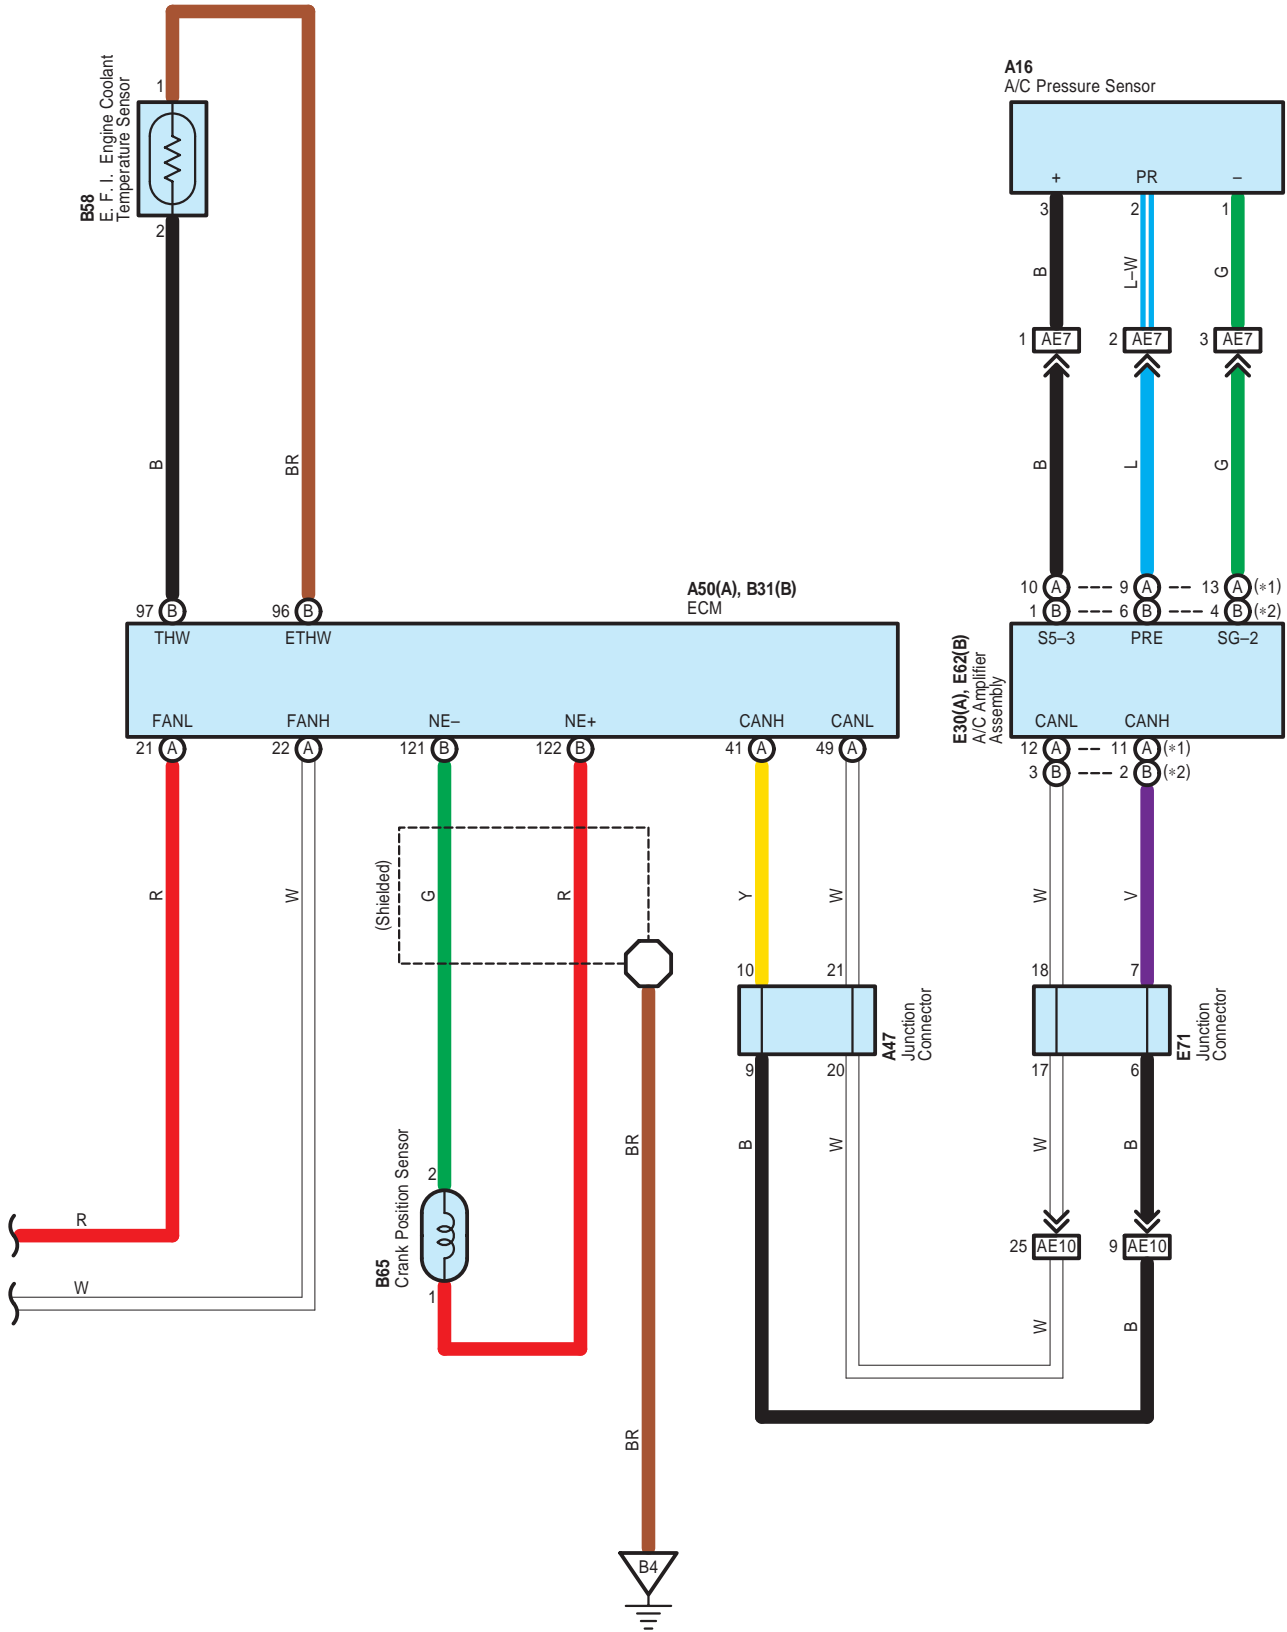 1
B58
E. F. I. Engine Coolant
Temperature Sensor
2
B
BR
A16
A/C Pressure Sensor
+ PR –
3 2 1
B L–W G
1 AE7 2 AE7 3 AE7
B L G
10 A 9 A 13 A (*1)
1 B 6 B 4 B (*2)
A50(A), B31(B)
ECM
97 B 96 B
THW ETHW
FANL FANH NE– NE+ CANH CANL
21 A 22 A 121 B 122 B 41 A 49 A
E30(A), E62(B)
A/C Amplifier
Assembly
S5–3 PRE SG–2
CANL CANH
12 A 11 A (*1)
3 B 2 B (*2)
(Shielded)
R W G R Y W W V
10 21 18 7
A47
Junction
Connector
E71
Junction
Connector
9 20 17 6
BR B W W B
2
B65
Crank Position Sensor
1
R
W
25 AE10 9 AE10
W B
BR
B4